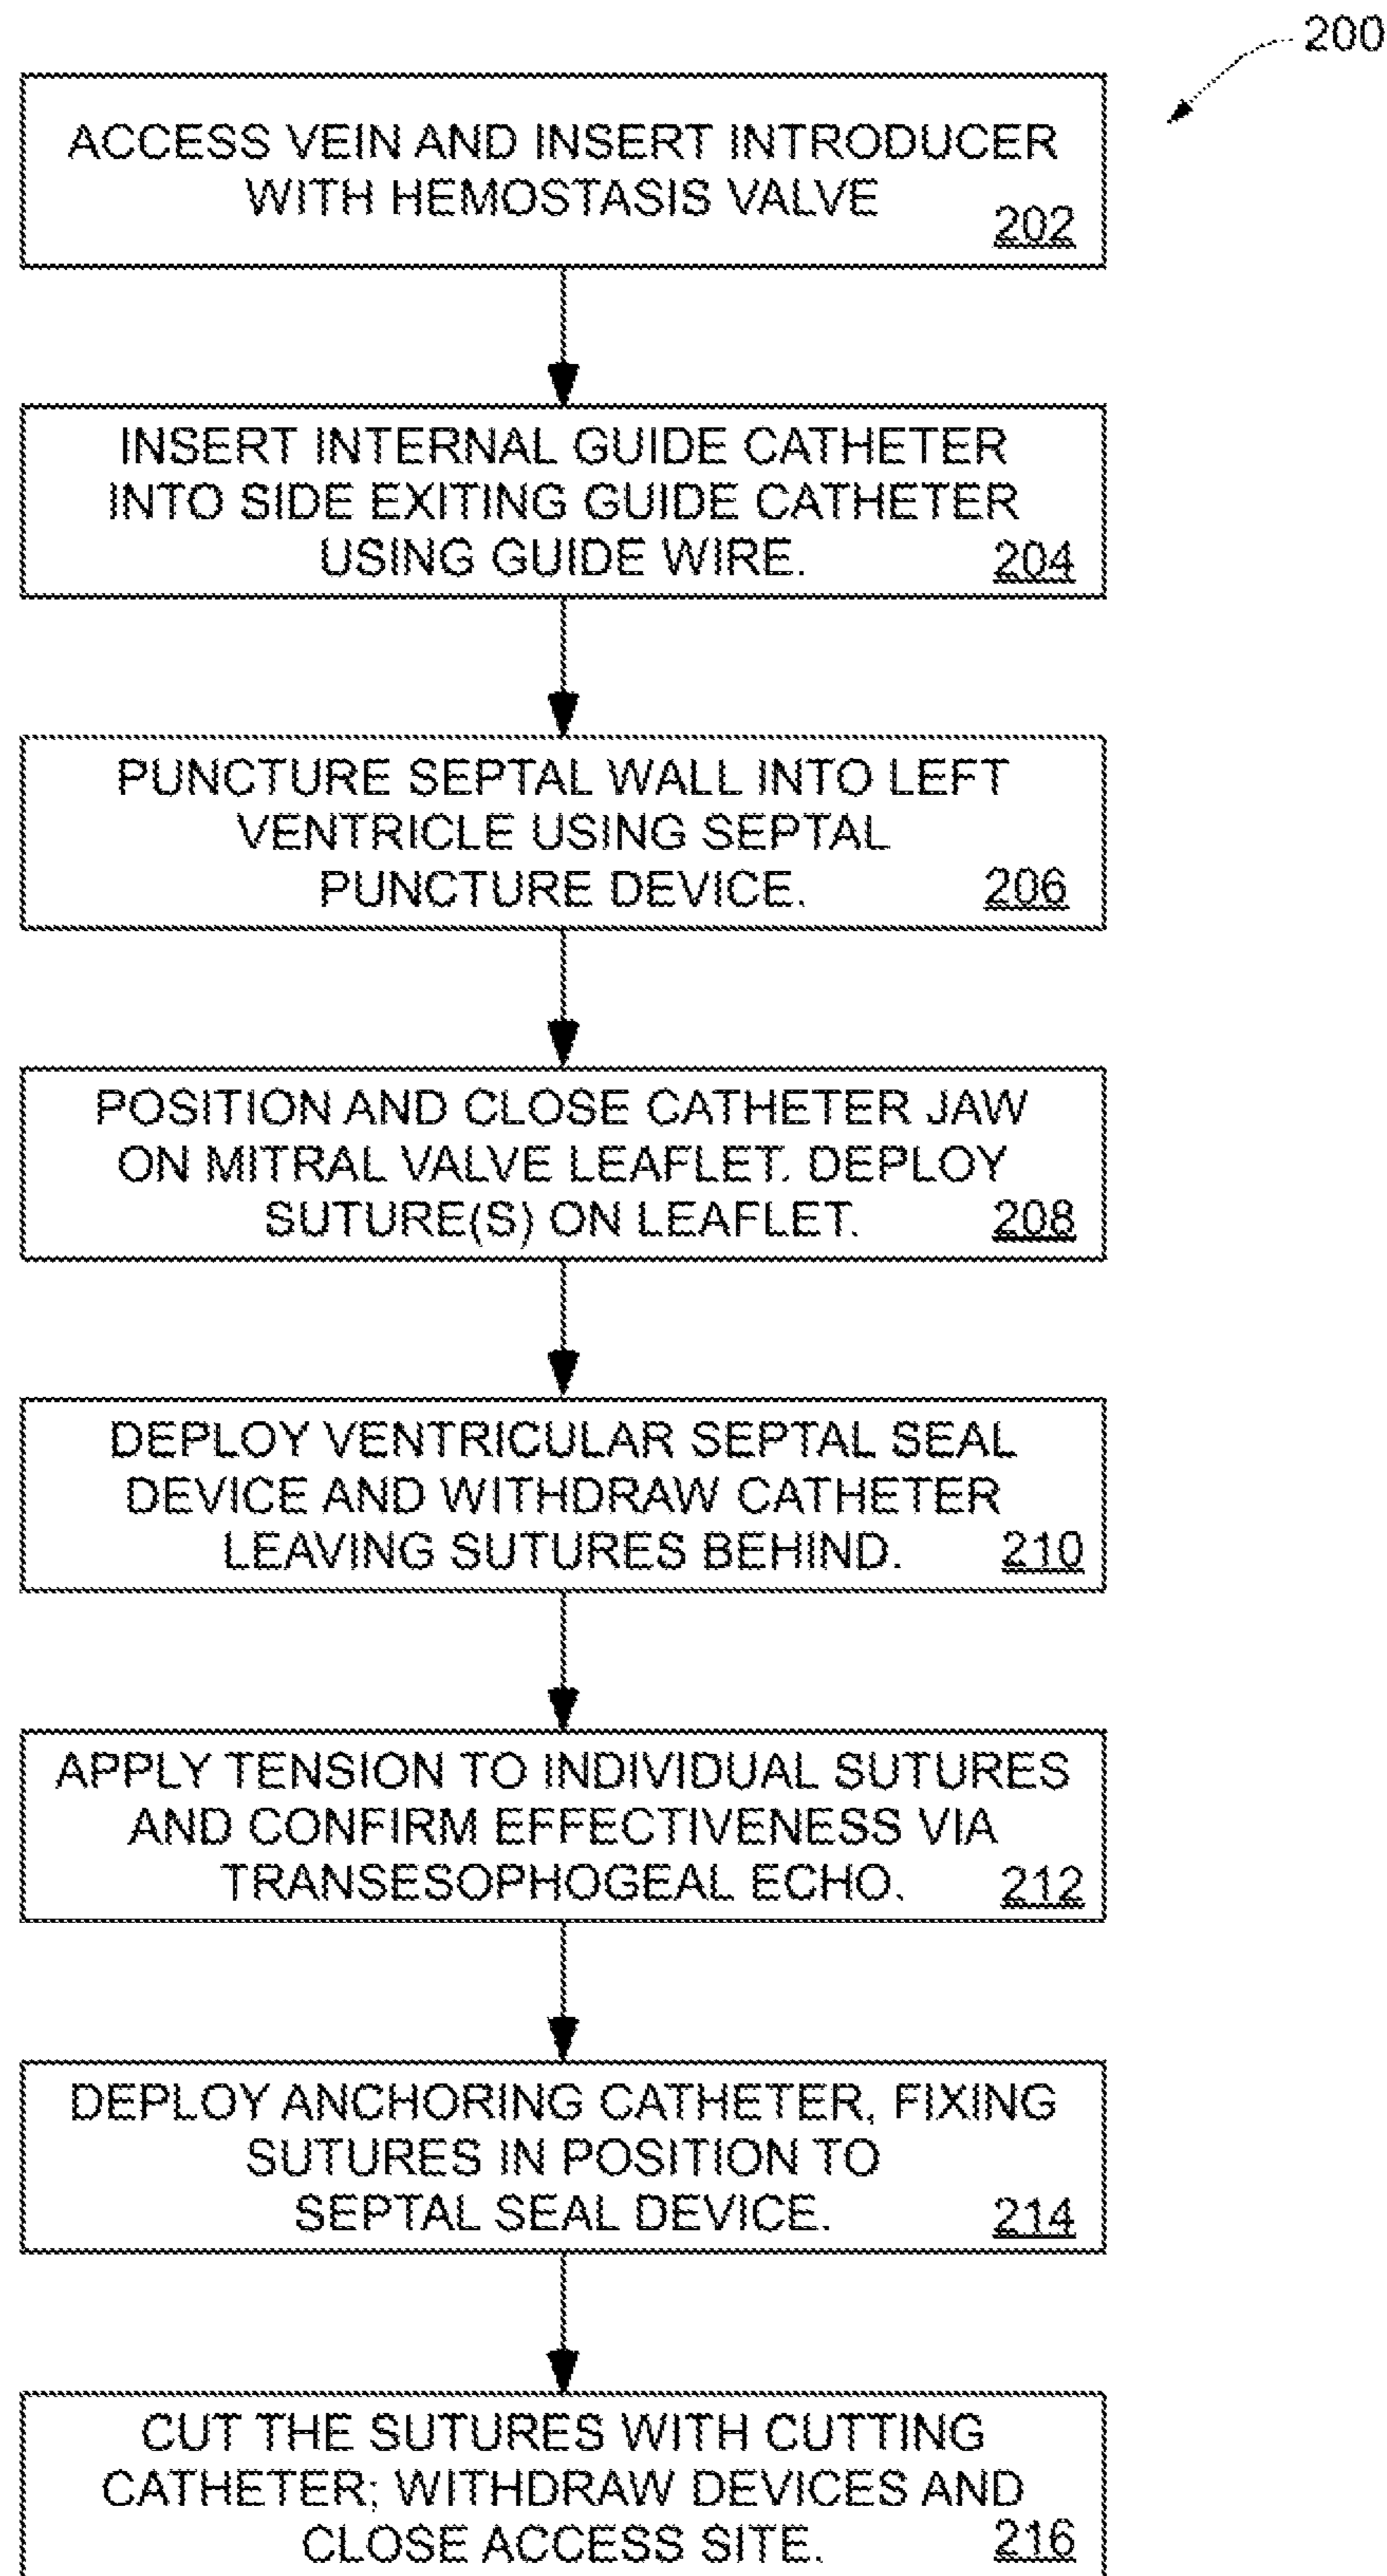 200
ACCESS VEIN AND INSERT INTRODUCER
WITH HEMOSTASIS VALVE
202
INSERT INTERNAL GUIDE CATHETER
INTO SIDE EXITING GUIDE CATHETER
USING GUIDE WIRE.
204
PUNCTURE SEPTAL WALL INTO LEFT
VENTRICLE USING SEPTAL
PUNCTURE DEVICE.
206
POSITION AND CLOSE CATHETER JAW
ON MITRAL VALVE LEAFLET. DEPLOY
SUTURE(S) ON LEAFLET.
208
DEPLOY VENTRICULAR SEPTAL SEAL
DEVICE AND WITHDRAW CATHETER
LEAVING SUTURES BEHIND.
210
APPLY TENSION TO INDIVIDUAL SUTURES
AND CONFIRM EFFECTIVENESS VIA
TRANSESOPHOGEAL ECHO.
212
DEPLOY ANCHORING CATHETER, FIXING
SUTURES IN POSITION TO
SEPTAL SEAL DEVICE.
214
CUT THE SUTURES WITH CUTTING
CATHETER; WITHDRAW DEVICES AND
CLOSE ACCESS SITE.
216